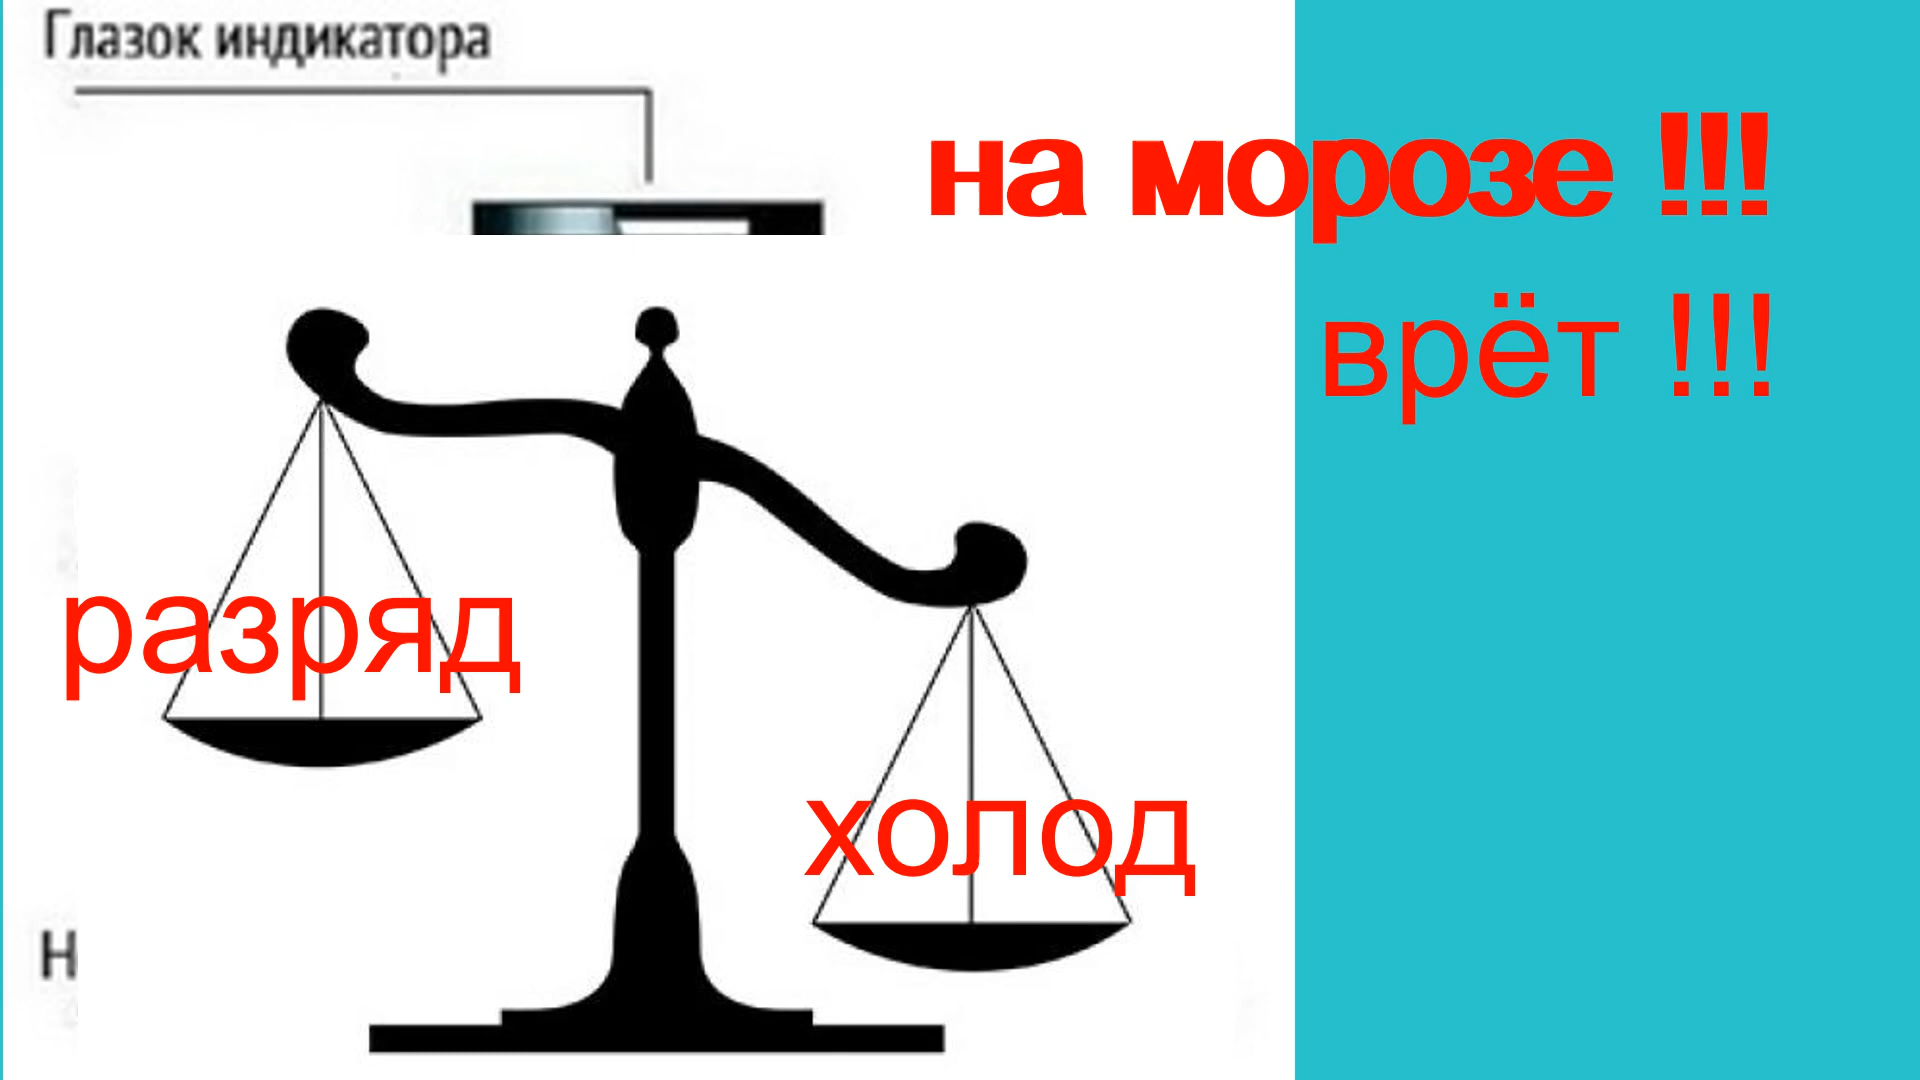 Глазок индикатора
на морозе !!!
врёт !!!
разряд
холод
Н